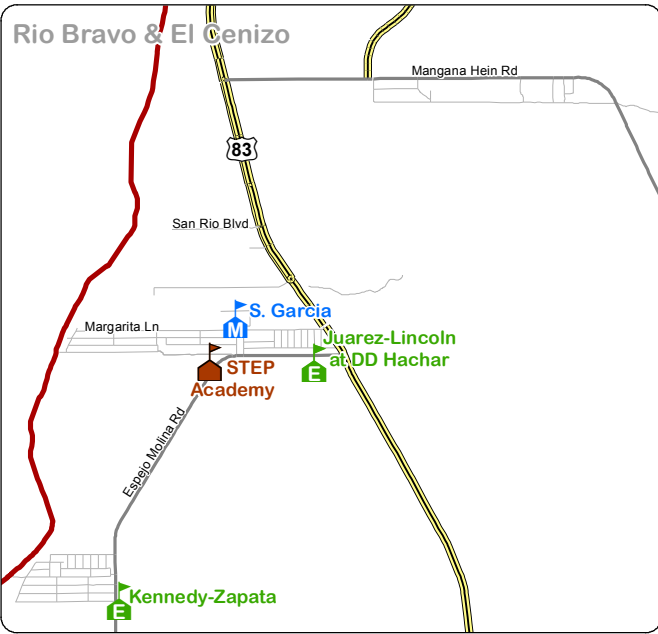 Rio Bravo & El Cenizo
Mangana Hein Rd
83
San Rio Blvd
S. Garcia
M
Margarita Ln
Juarez-Lincoln
at DD Hachar
E
STEP
Academy
Espejo Molina Rd
Kennedy-Zapata
E